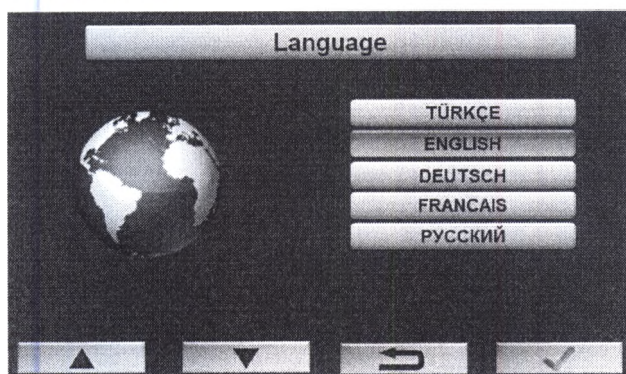 Language
TÜRKÇE
ENGLISH
DEUTSCH
FRANCAIS
РУССКИЙ